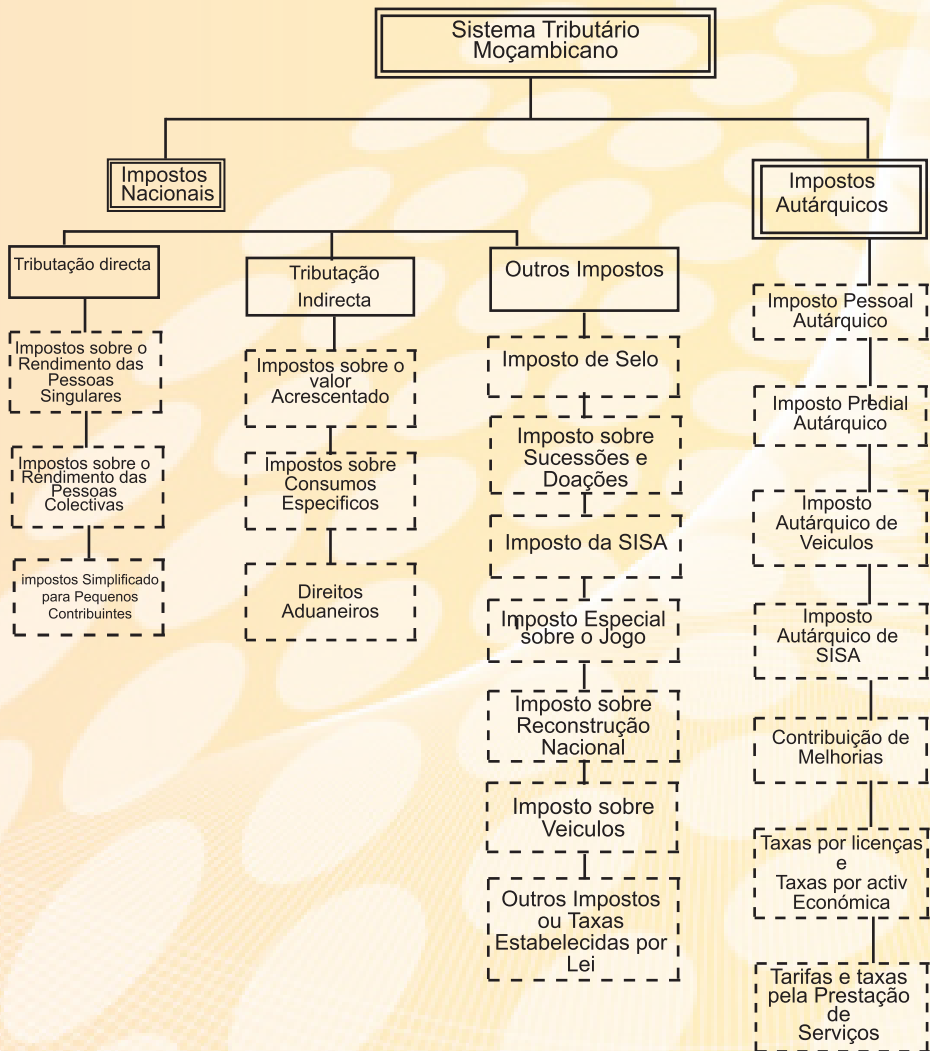 Sistema Tributário
Moçambicano
Impostos
Nacionais
Impostos
Autárquicos
Tributação directa
Impostos sobre o
Rendimento das
Pessoas
Singulares
Impostos sobre o
Rendimento das
Pessoas
Colectivas
impostos Simplificado
para Pequenos
Contribuintes
Tributação
Indirecta
Impostos sobre o
valor
Acrescentado
Impostos sobre
Consumos
Especificos
Direitos
Aduaneiros
Outros Impostos
Imposto de Selo
Imposto sobre
Sucessões e
Doações
Imposto da SISA
Imposto Especial
sobre o Jogo
Imposto sobre
Reconstrução
Nacional
Imposto sobre
Veiculos
Outros Impostos
ou Taxas
Estabelecidas por
Lei
Imposto Pessoal
Autárquico
Imposto Predial
Autárquico
Imposto
Autárquico de
Veiculos
Imposto
Autárquico de
SISA
Contribuição de
Melhorias
Taxas por licenças
e
Taxas por activ
Económica
Tarifas e taxas
pela Prestação
de
Serviços